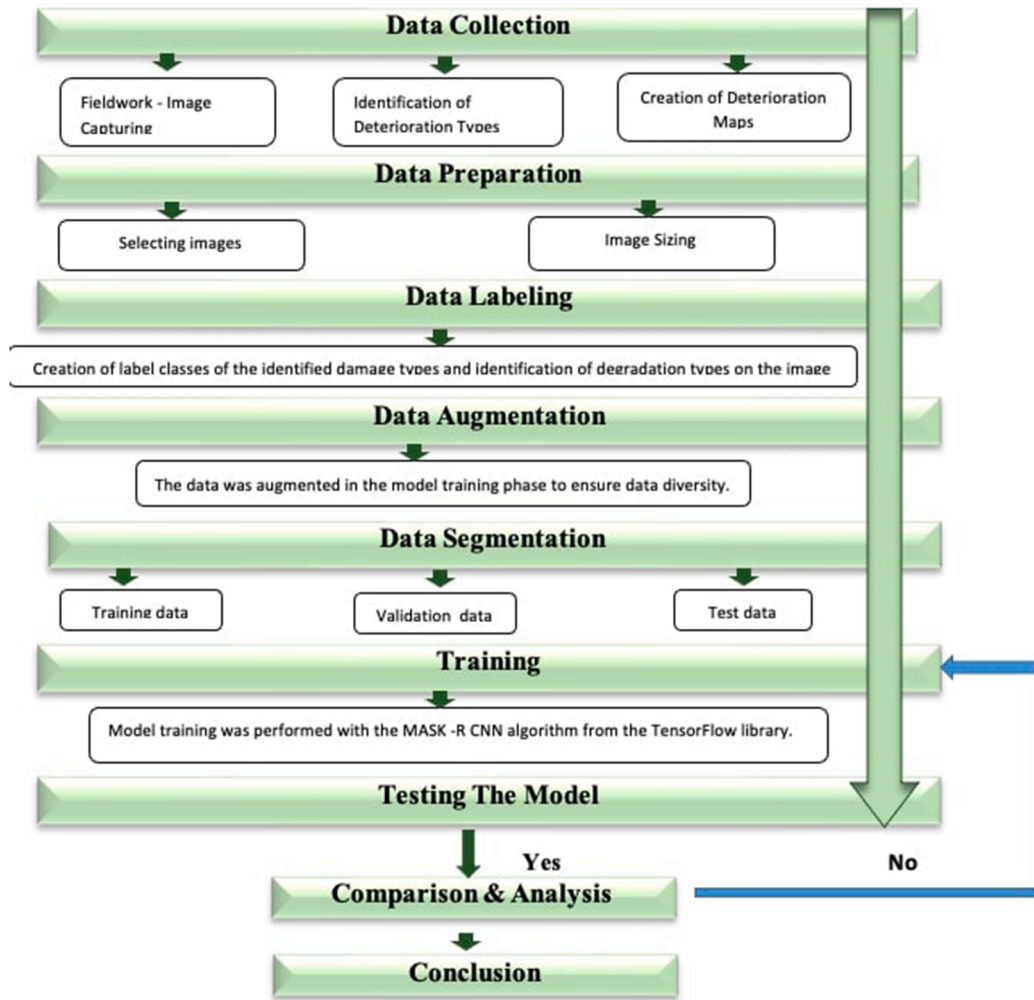 Data Collection
Fieldwork - Image
Capturing
Identification of
Deterioration Types
Creation of Deterioration
Maps
Data Preparation
Selecting images
Image Sizing
Data Labeling
Creation of label classes of the identified damage types and identification of degradation types on the image
Data Augmentation
The data was augmented in the model training phase to ensure data diversity.
Data Segmentation
Training data
Validation data
Test data
Training
Model training was performed with the MASK -R CNN algorithm from the TensorFlow library.
Testing The Model
Yes
No
Comparison & Analysis
Conclusion